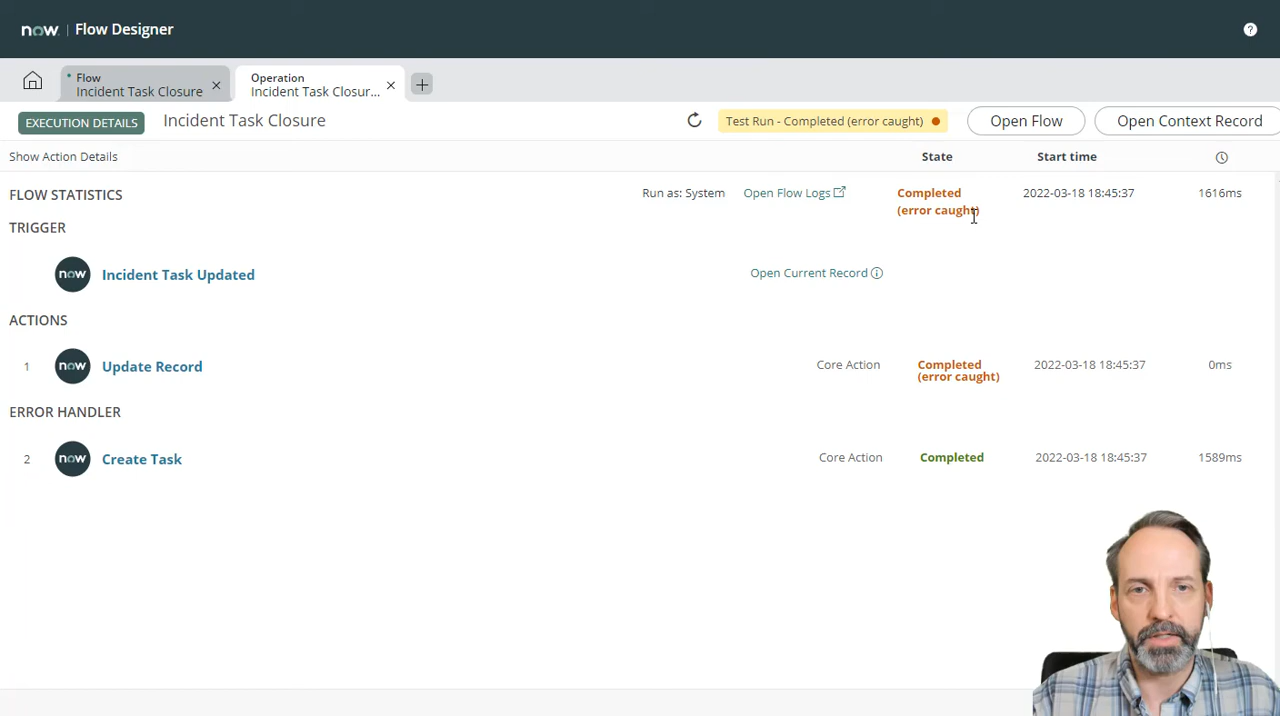 now. | Flow Designer
?
Flow
Incident Task Closure
Operation
Incident Task Closur...
EXECUTION DETAILS
Incident Task Closure
Test Run - Completed (error caught)
Open Flow
Open Context Record
Show Action Details
State
Start time
FLOW STATISTICS
Run as: System
Open Flow Logs
Completed
(error caught)
2022-03-18 18:45:37
1616ms
TRIGGER
now
Incident Task Updated
Open Current Record
ACTIONS
1
now
Update Record
Core Action
Completed
(error caught)
2022-03-18 18:45:37
0ms
ERROR HANDLER
2
now
Create Task
Core Action
Completed
2022-03-18 18:45:37
1589ms